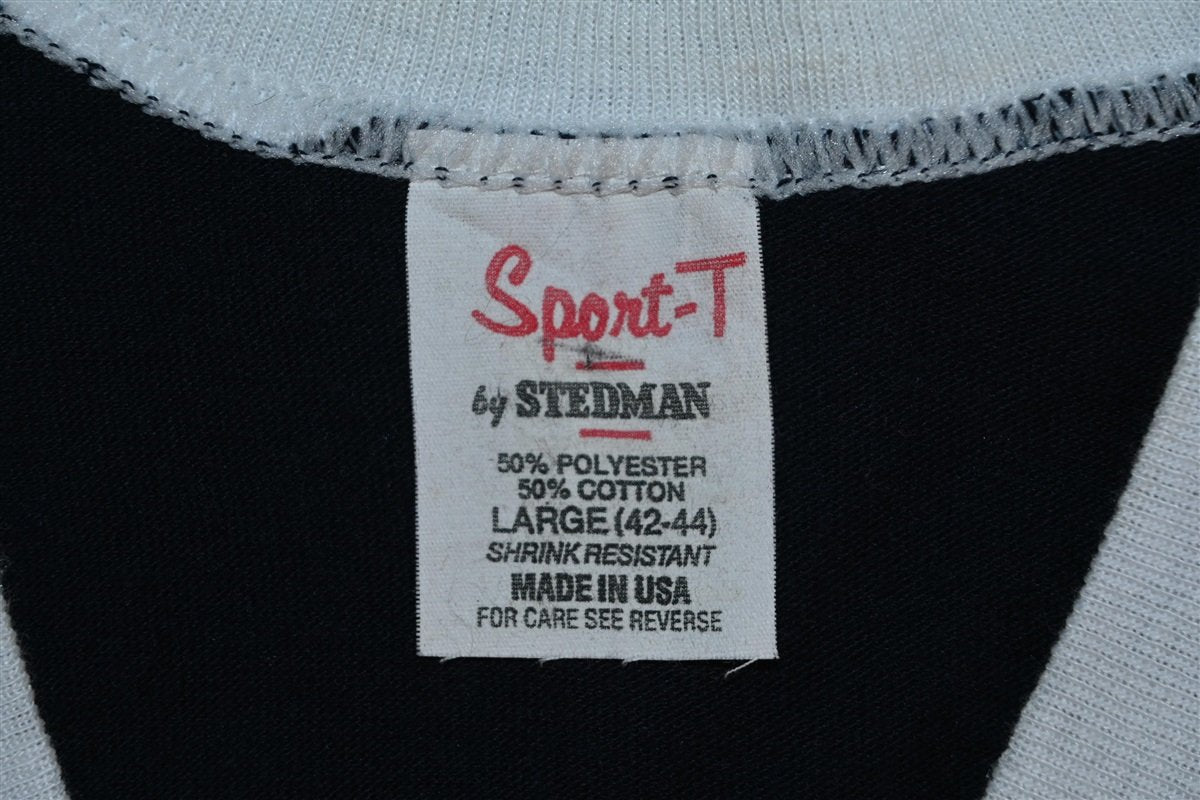 Sport-T
by STEDMAN
50% POLYESTER
50% COTTON
LARGE (42-44)
SHRINK RESISTANT
MADE IN USA
FOR CARE SEE REVERSE